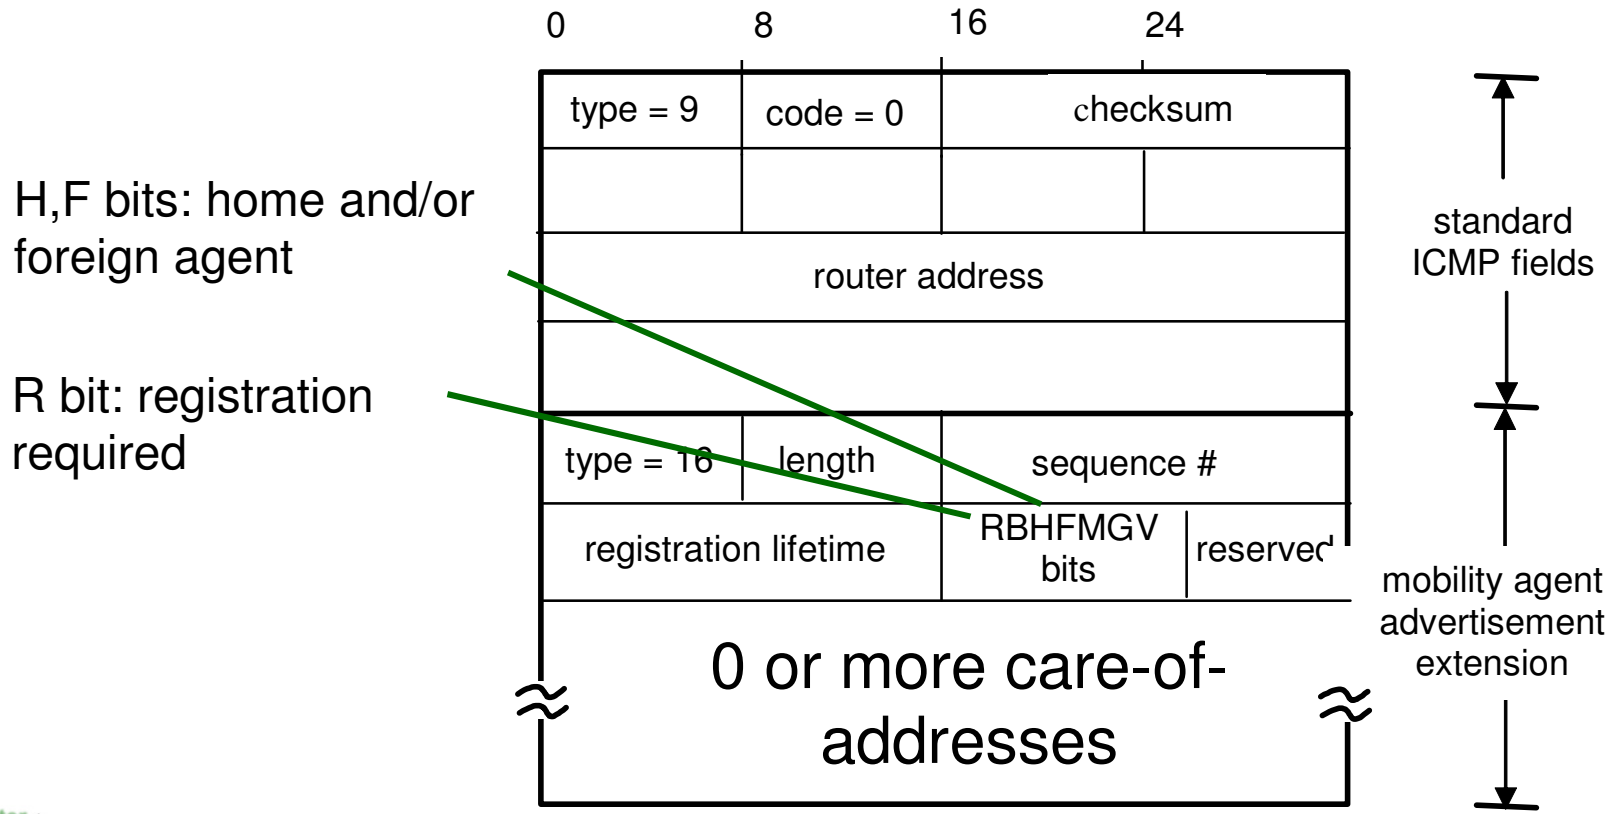 0 8 16 24
type = 9 code = 0 checksum
H,F bits: home and/or
foreign agent
standard
ICMP fields
router address
R bit: registration
required
type = 16 length sequence #
registration lifetime
RBHFMGV
bits
reserved
mobility agent
advertisement
extension
0 or more care-of-
addresses